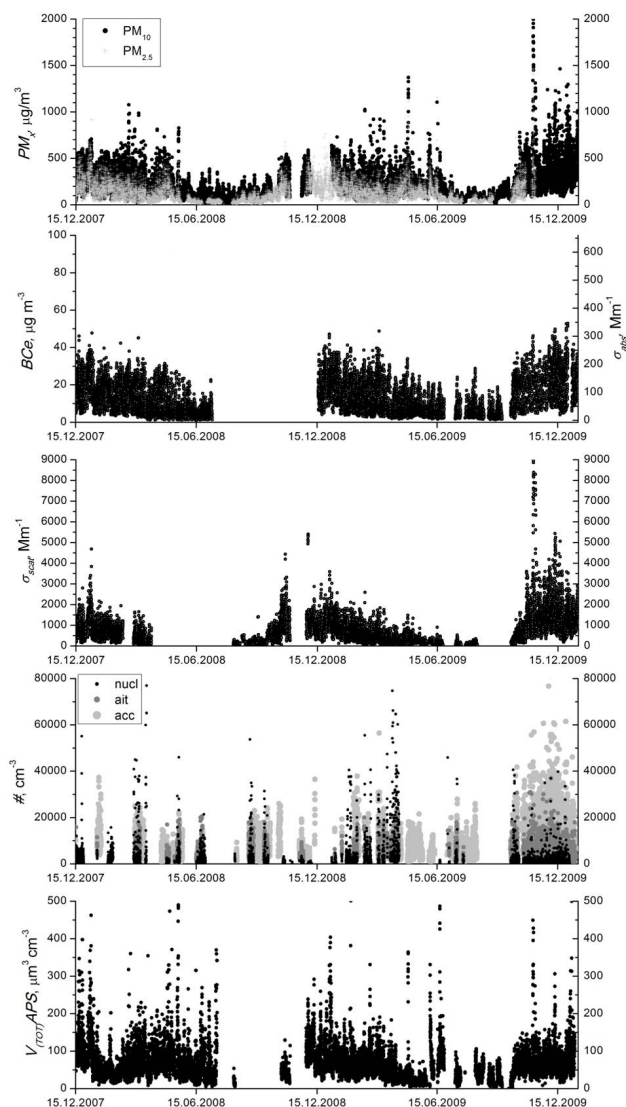 2000 2000
PM10
PM2.5
1500 1500
PMx, µg/m3
1000 1000
500 500
0 0
15.12.2007 15.06.2008 15.12.2008 15.06.2009 15.12.2009
100
80 600
500
BCe, µg m-3
60 400
σabs, Mm-1
40 300
200
20 100
0 0
15.12.2007 15.06.2008 15.12.2008 15.06.2009 15.12.2009
9000 9000
8000 8000
7000 7000
σscat, Mm-1
6000 6000
5000 5000
4000 4000
3000 3000
2000 2000
1000 1000
0 0
15.12.2007 15.06.2008 15.12.2008 15.06.2009 15.12.2009
80000 80000
nucl
ait
acc
60000 60000
#, cm-3
40000 40000
20000 20000
0 0
15.12.2007 15.06.2008 15.12.2008 15.06.2009 15.12.2009
500 500
400 400
V(TOT)APS, µm3 cm-3
300 300
200 200
100 100
0 0
15.12.2007 15.06.2008 15.12.2008 15.06.2009 15.12.2009